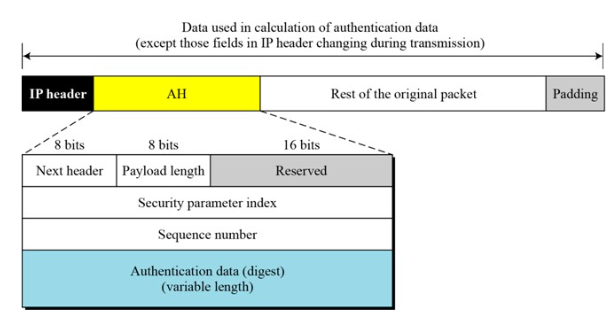 Data used in calculation of authentication data
(except those fields in IP header changing during transmission)
IP header AH Rest of the original packet Padding
8 bits 8 bits 16 bits
Next header Payload length Reserved
Security parameter index
Sequence number
Authentication data (digest)
(variable length)